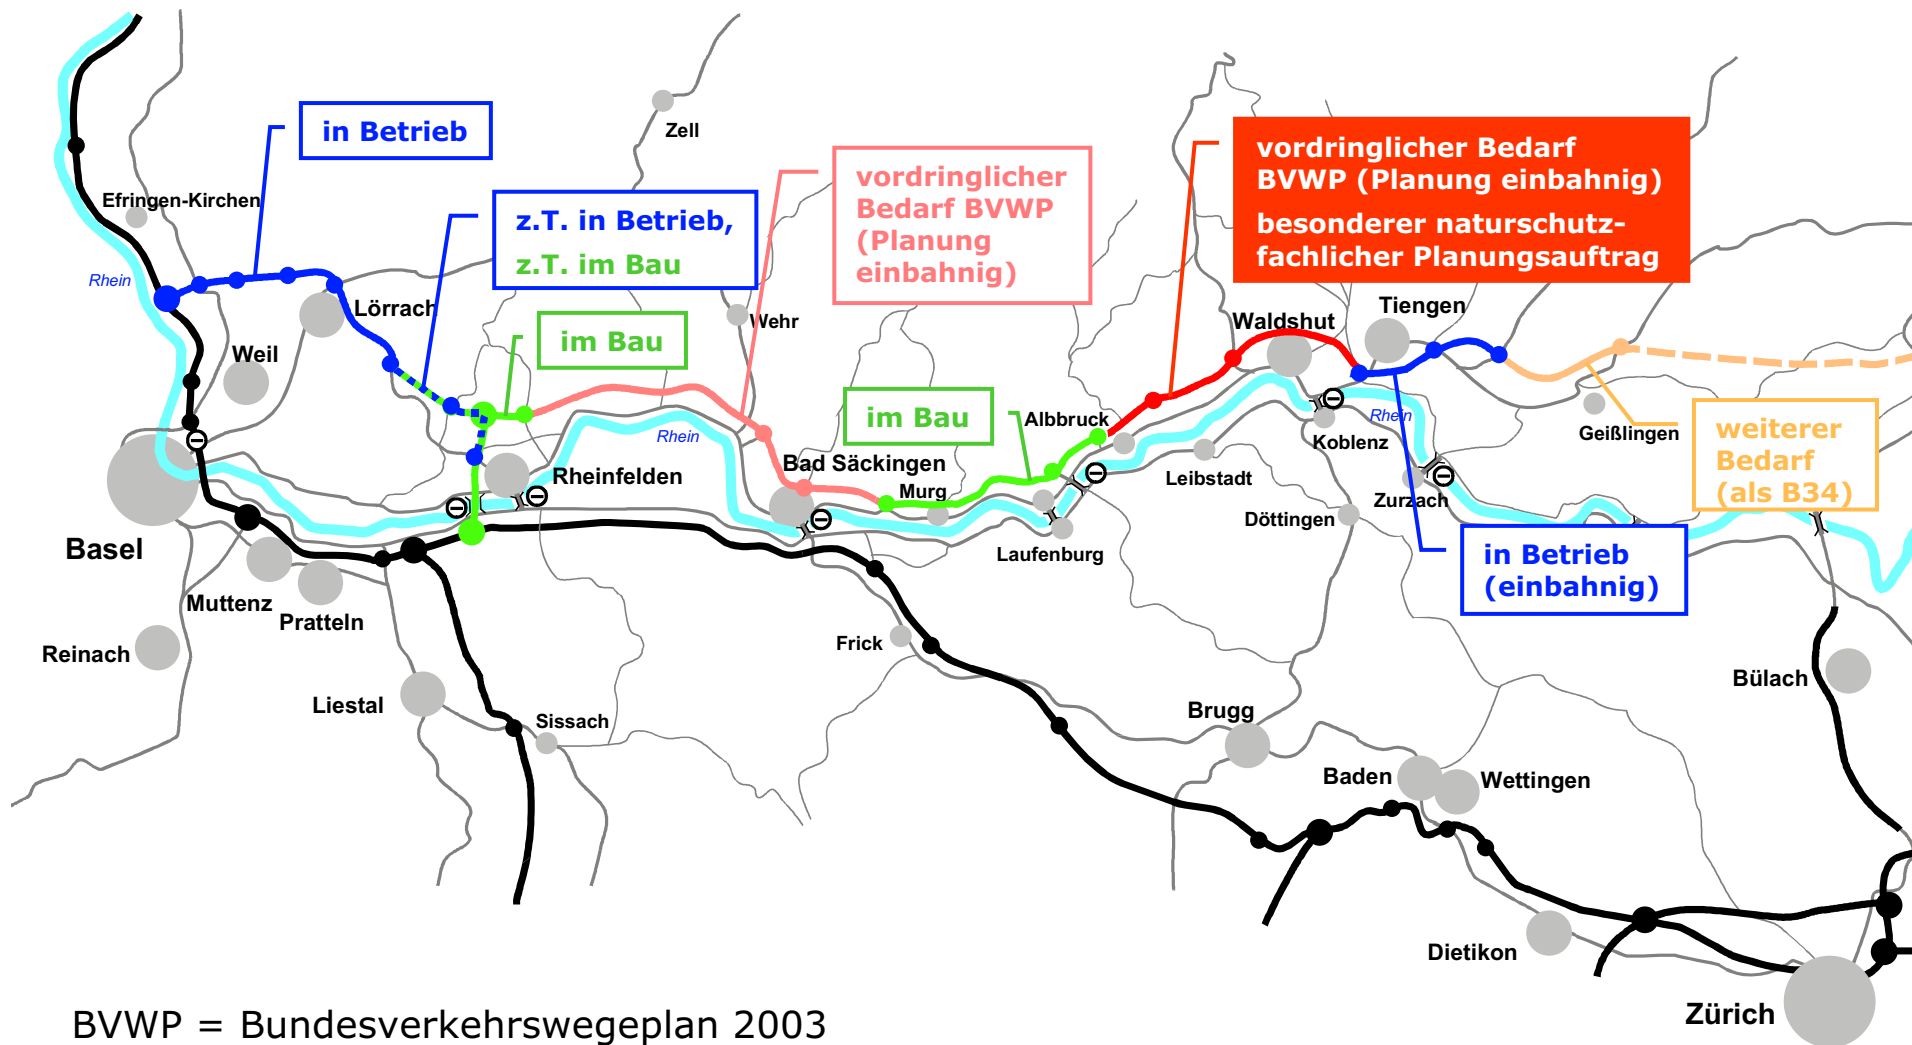 in Betrieb
Zell
z.T. in Betrieb,
z.T. im Bau
vordringlicher
Bedarf BVWP
(Planung
einbahnig)
vordringlicher Bedarf
BVWP (Planung einbahnig)
besonderer naturschutz-
fachlicher Planungsauftrag
Efringen-Kirchen
Rhein
Lörrach
Weil
im Bau
Wehr
Waldshut
Tiengen
im Bau
Albbruck
Rhein
Rhein
Koblenz
Geißlingen
weiterer
Bedarf
(als B34)
Rheinfelden
Bad Säckingen
Murg
Leibstadt
Zurzach
Döttingen
Laufenburg
in Betrieb
(einbahnig)
Basel
Muttenz
Pratteln
Reinach
Frick
Liestal
Sissach
Brugg
Bülach
Baden
Wettingen
Dietikon
Zürich
BVWP = Bundesverkehrswegeplan 2003